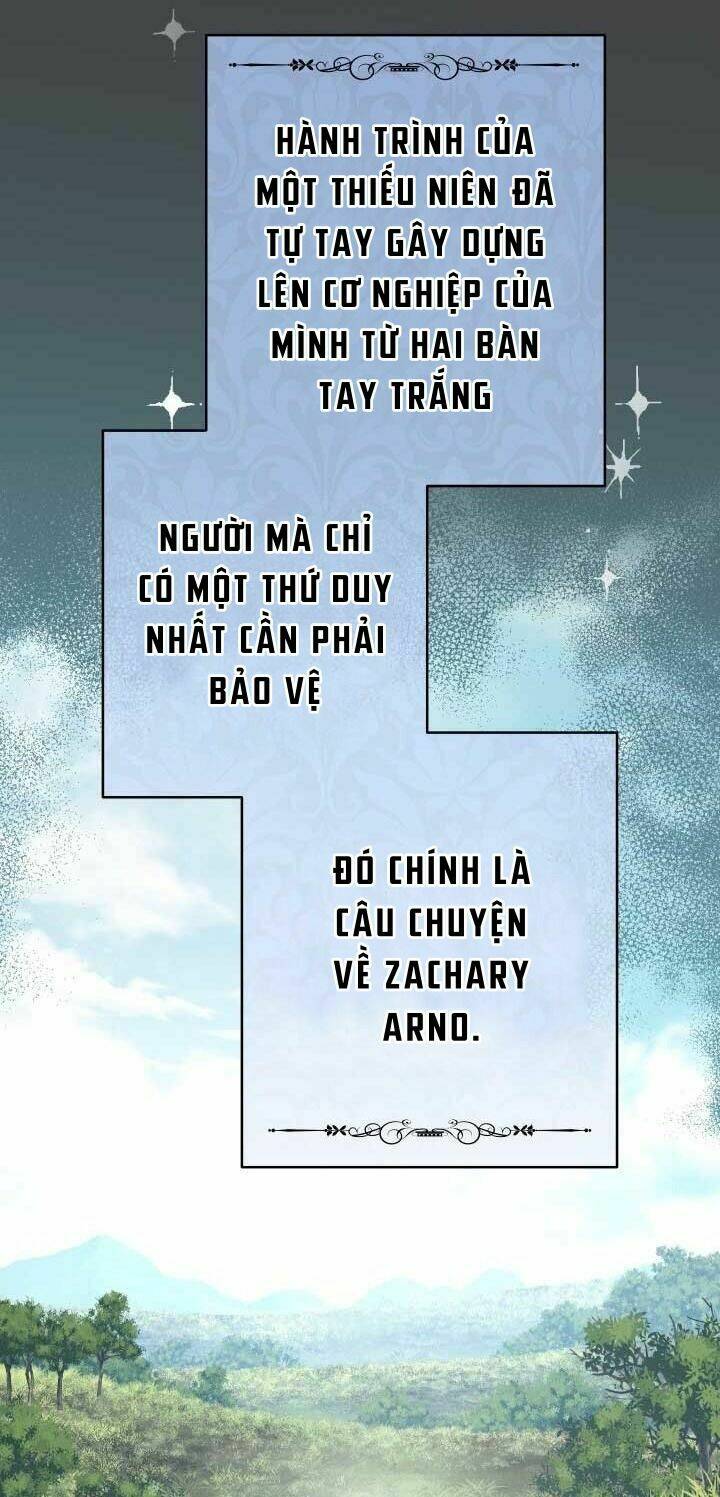 HÀNH TRÌNH CỦA
MỘT THIẾU NIÊN ĐÃ
TỰ TAY GÂY DỰNG
LÊN CƠ NGHIỆP CỦA
MÌNH TỪ HAI BÀN
TAY TRẮNG
NGƯỜI MÀ CHỈ
CÓ MỘT THỨ DUY
NHẤT CẦN PHẢI
BẢO VỆ
ĐÓ CHÍNH LÀ
CÂU CHUYỆN
VỀ ZACHARY
ARNO.